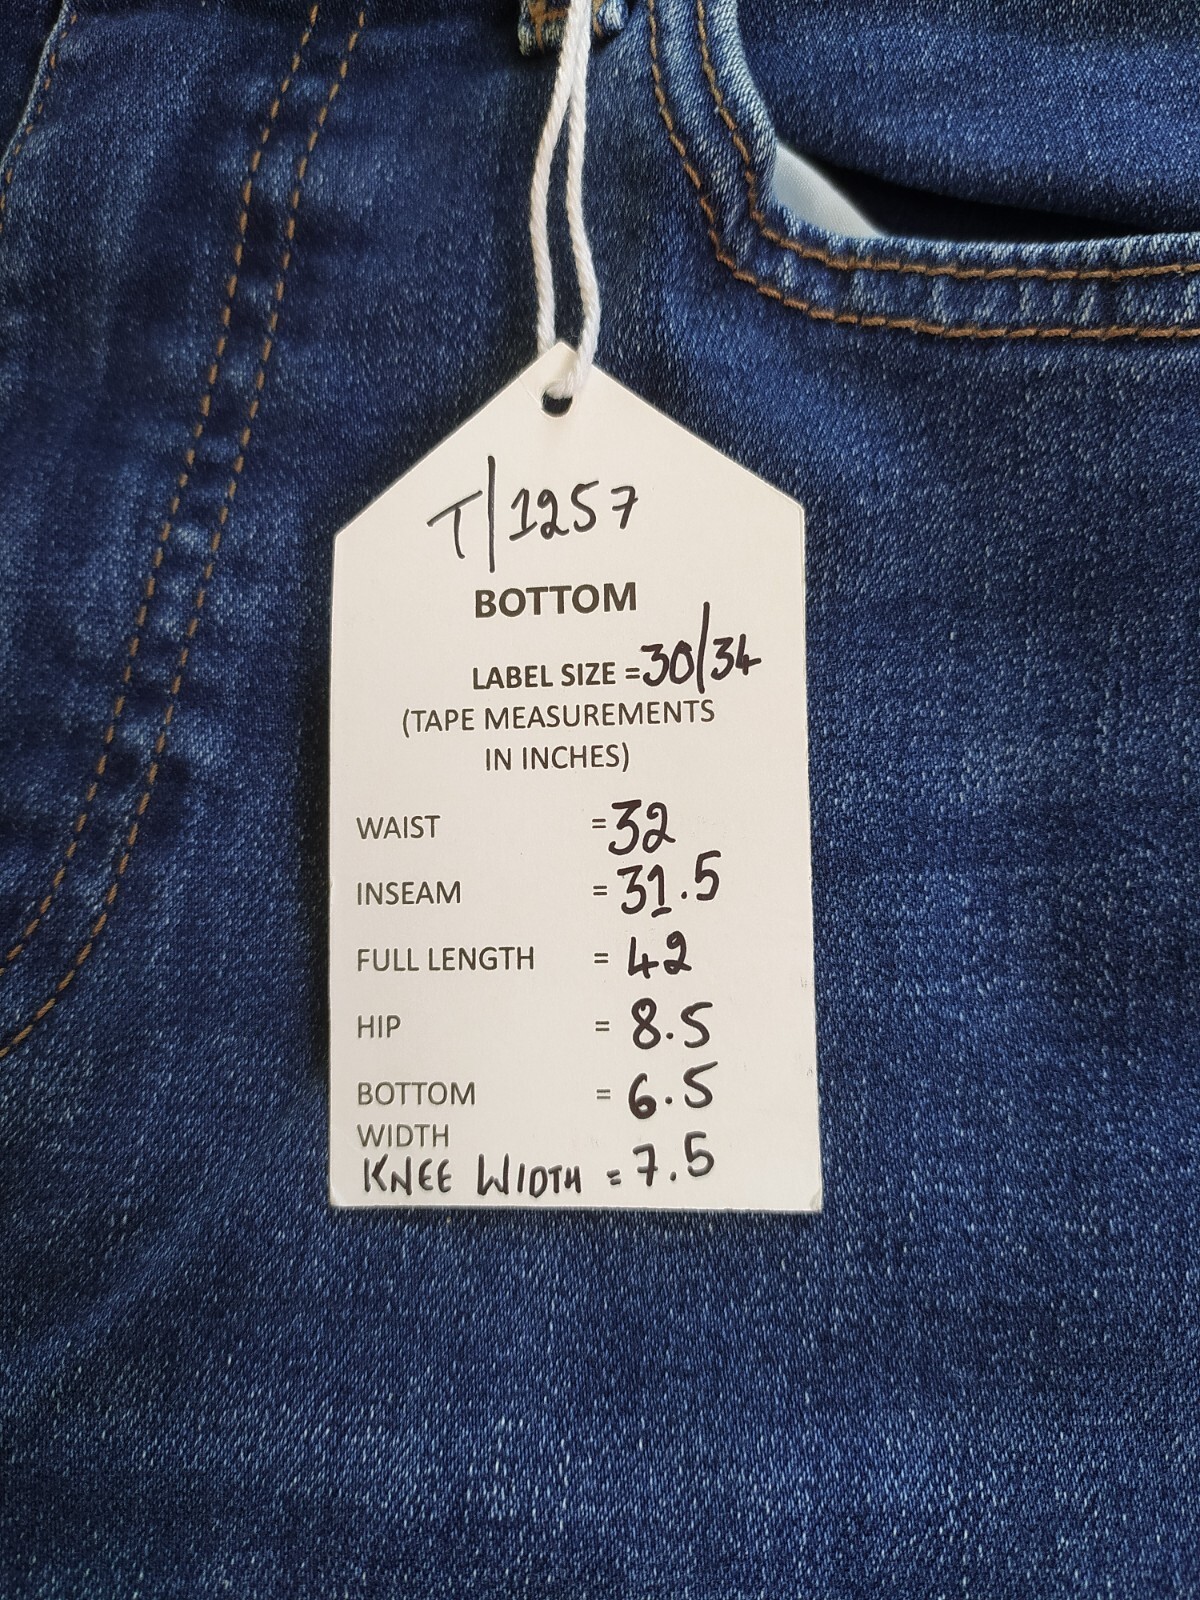 T/1257
BOTTOM
LABEL SIZE =30/34
(TAPE MEASUREMENTS
IN INCHES)
WAIST =32
INSEAM =31.5
FULL LENGTH = 42
HIP = 8.5
BOTTOM = 6.5
WIDTH
KNEE WIDTH =7.5